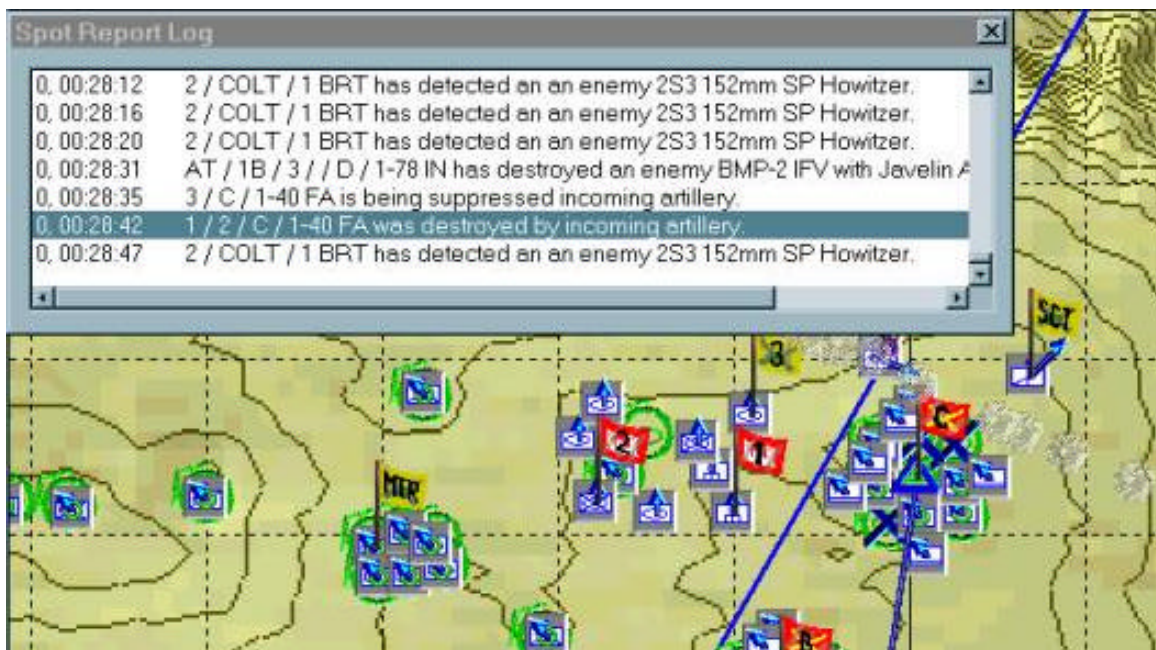 Spot Report Log
0, 00:28:12 2 / COLT / 1 BRT has detected an an enemy 2S3 152mm SP Howitzer.
0, 00:28:16 2 / COLT / 1 BRT has detected an an enemy 2S3 152mm SP Howitzer.
0, 00:28:20 2 / COLT / 1 BRT has detected an an enemy 2S3 152mm SP Howitzer.
0, 00:28:31 AT / 1B / 3 / / D / 1-78 IN has destroyed an enemy BMP-2 IFV with Javelin A
0, 00:28:35 3 / C / 1-40 FA is being suppressed incoming artillery.
0, 00:28:42 1 / 2 / C / 1-40 FA was destroyed by incoming artillery.
0, 00:28:47 2 / COLT / 1 BRT has detected an an enemy 2S3 152mm SP Howitzer.
SGT
3
C
2
1
MTR